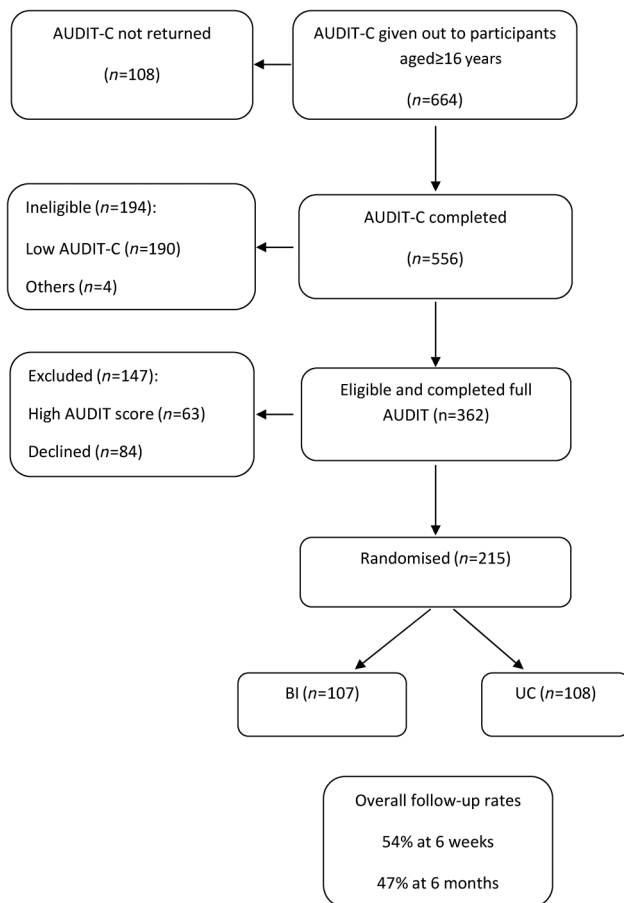 AUDIT-C not returned
(n=108)
AUDIT-C given out to participants
aged≥16 years
(n=664)
Ineligible (n=194):
Low AUDIT-C (n=190)
Others (n=4)
AUDIT-C completed
(n=556)
Excluded (n=147):
High AUDIT score (n=63)
Declined (n=84)
Eligible and completed full
AUDIT (n=362)
Randomised (n=215)
BI (n=107)
UC (n=108)
Overall follow-up rates
54% at 6 weeks
47% at 6 months